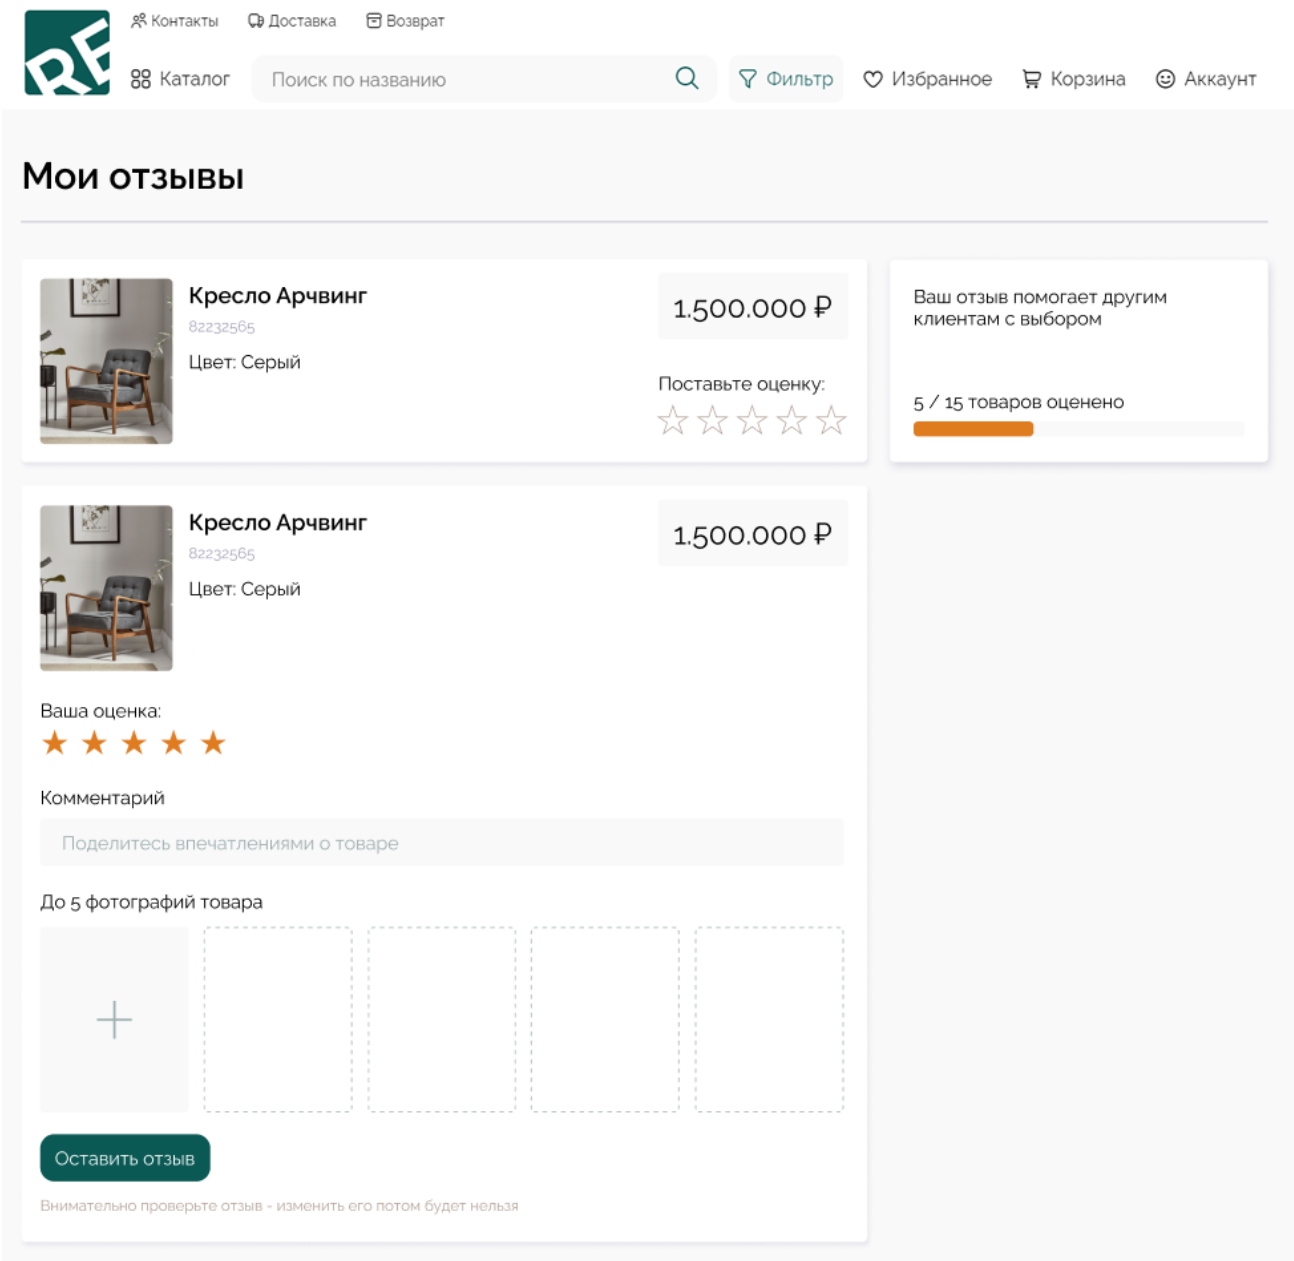 RE
Контакты Доставка Возврат
Каталог Поиск по названию Фильтр Избранное Корзина Аккаунт
Мои отзывы
Кресло Арчвинг
82232565
Цвет: Серый
1.500.000 ₽
Поставьте оценку:
Ваш отзыв помогает другим
клиентам с выбором
5 / 15 товаров оценено
Кресло Арчвинг
82232565
Цвет: Серый
1.500.000 ₽
Ваша оценка:
Комментарий
Поделитесь впечатлениями о товаре
До 5 фотографий товара
Оставить отзыв
Внимательно проверьте отзыв - изменить его потом будет нельзя